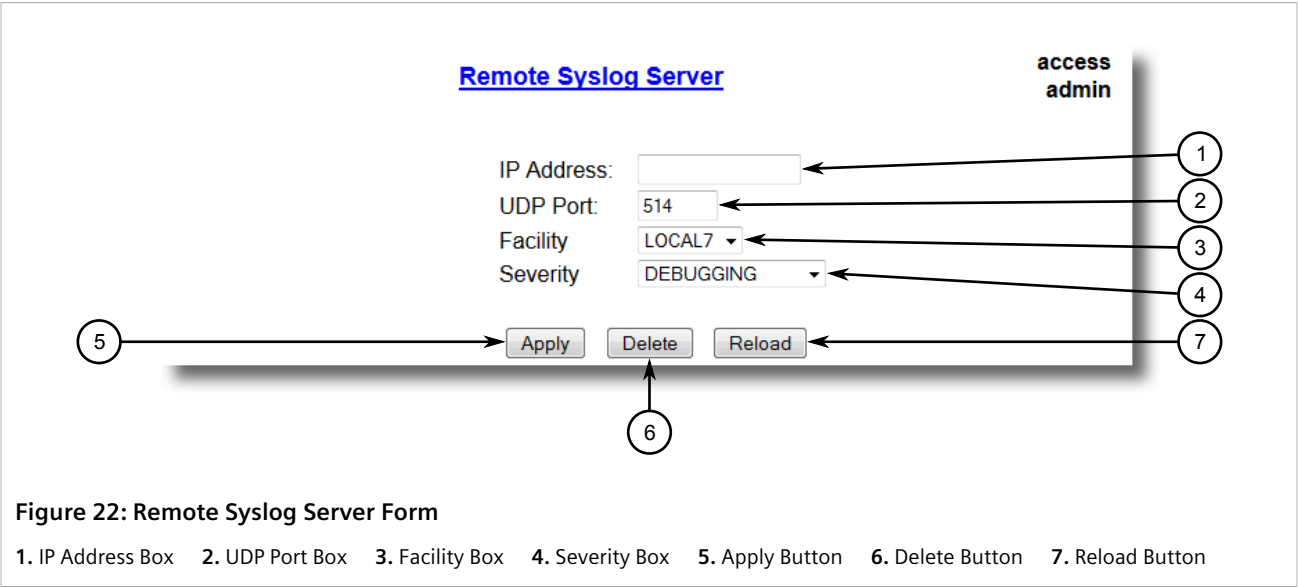 Remote Syslog Server
access
admin
IP Address:
1
UDP Port:
514
2
Facility
LOCAL7
3
Severity
DEBUGGING
4
5
Apply
Delete
Reload
7
6
Figure 22: Remote Syslog Server Form
1. IP Address Box 2. UDP Port Box 3. Facility Box 4. Severity Box 5. Apply Button 6. Delete Button 7. Reload Button